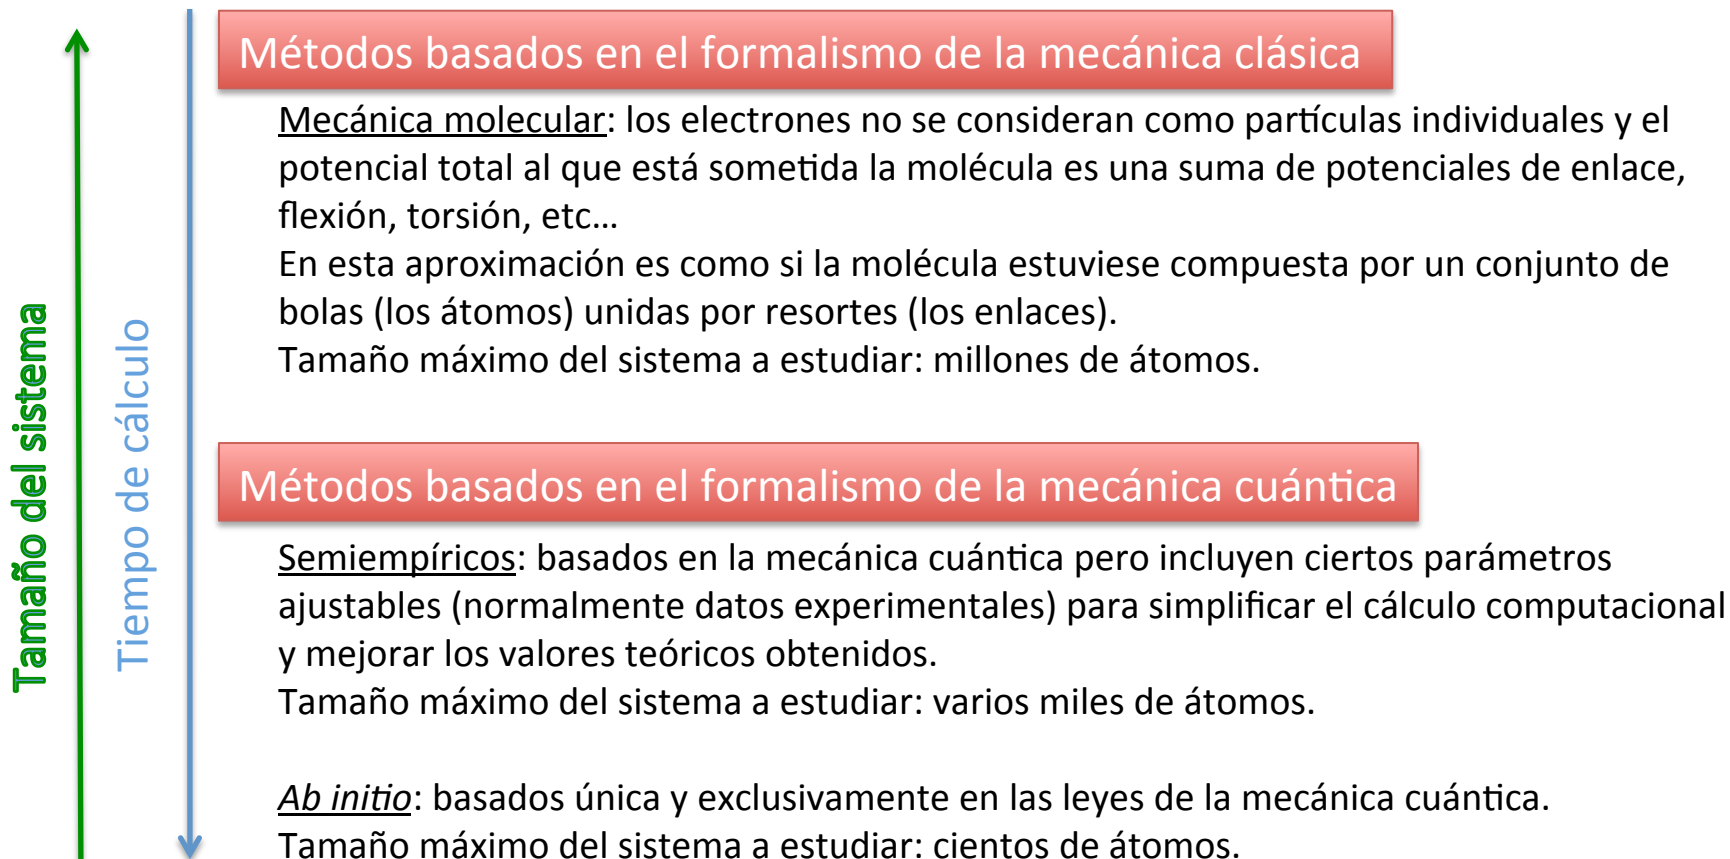 Métodos basados en el formalismo de la mecánica clásica
Mecánica molecular: los electrones no se consideran como partículas individuales y el
potencial total al que está sometida la molécula es una suma de potenciales de enlace,
flexión, torsión, etc…
En esta aproximación es como si la molécula estuviese compuesta por un conjunto de
bolas (los átomos) unidas por resortes (los enlaces).
Tamaño máximo del sistema a estudiar: millones de átomos.
Tamaño del sistema
Tiempo de cálculo
Métodos basados en el formalismo de la mecánica cuántica
Semiempíricos: basados en la mecánica cuántica pero incluyen ciertos parámetros
ajustables (normalmente datos experimentales) para simplificar el cálculo computacional
y mejorar los valores teóricos obtenidos.
Tamaño máximo del sistema a estudiar: varios miles de átomos.
Ab initio: basados única y exclusivamente en las leyes de la mecánica cuántica.
Tamaño máximo del sistema a estudiar: cientos de átomos.